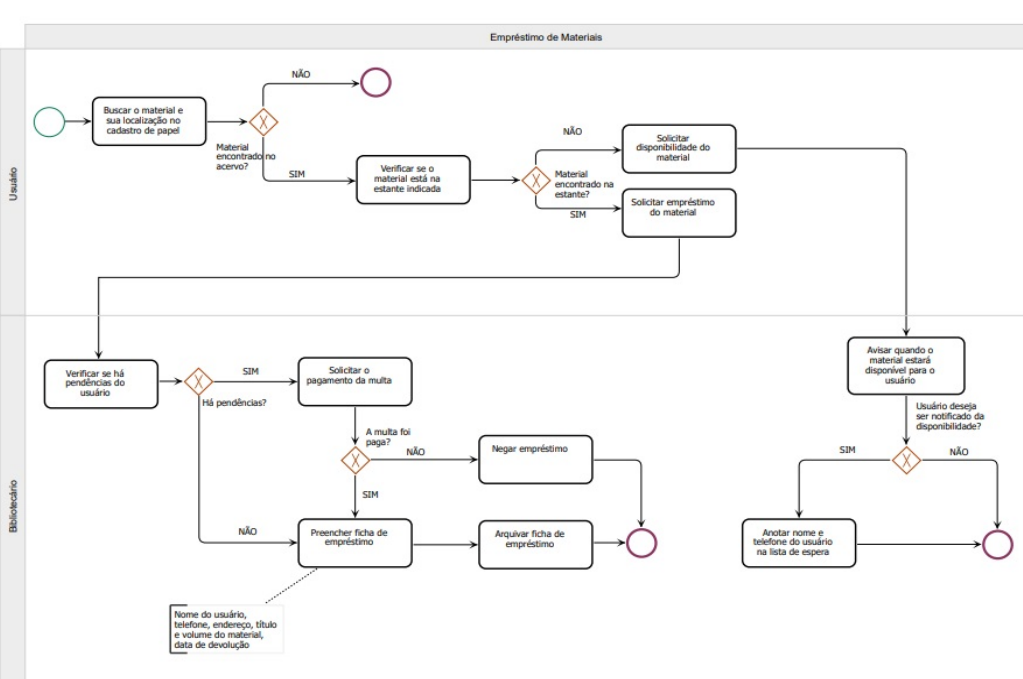 Empréstimo de Materiais
Usuário
NÃO
Buscar o material e
sua localização no
cadastro de papel
Material
encontrado no
acervo?
SIM
Verificar se o
material está na
estante indicada
NÃO
Material
encontrado na
estante?
SIM
Solicitar
disponibilidade do
material
Solicitar empréstimo
do material
Bibliotecário
Verificar se há
pendências do
usuário
SIM
Há pendências?
Solicitar o
pagamento da multa
A multa foi
paga?
NÃO
Negar empréstimo
SIM
NÃO
Preencher ficha de
empréstimo
Arquivar ficha de
empréstimo
Nome do usuário,
telefone, endereço, título
e volume do material,
data de devolução
Avisar quando o
material estará
disponível para o
usuário
Usuário deseja
ser notificado da
disponibilidade?
SIM
NÃO
Anotar nome e
telefone do usuário
na lista de espera